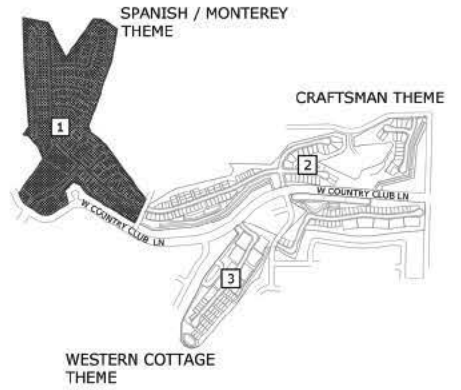 SPANISH / MONTEREY
THEME
1
CRAFTSMAN THEME
2
W COUNTRY CLUB LN
W COUNTRY CLUB LN
3
WESTERN COTTAGE
THEME